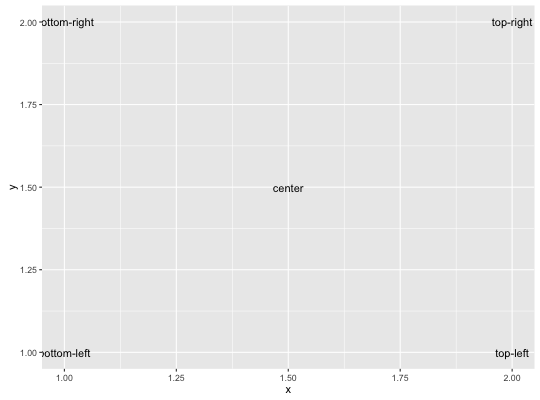 2.00 ottom-right top-right
1.75
y 1.50 center
1.25
1.00 ottom-left top-left
1.00 1.25 1.50 1.75 2.00
x